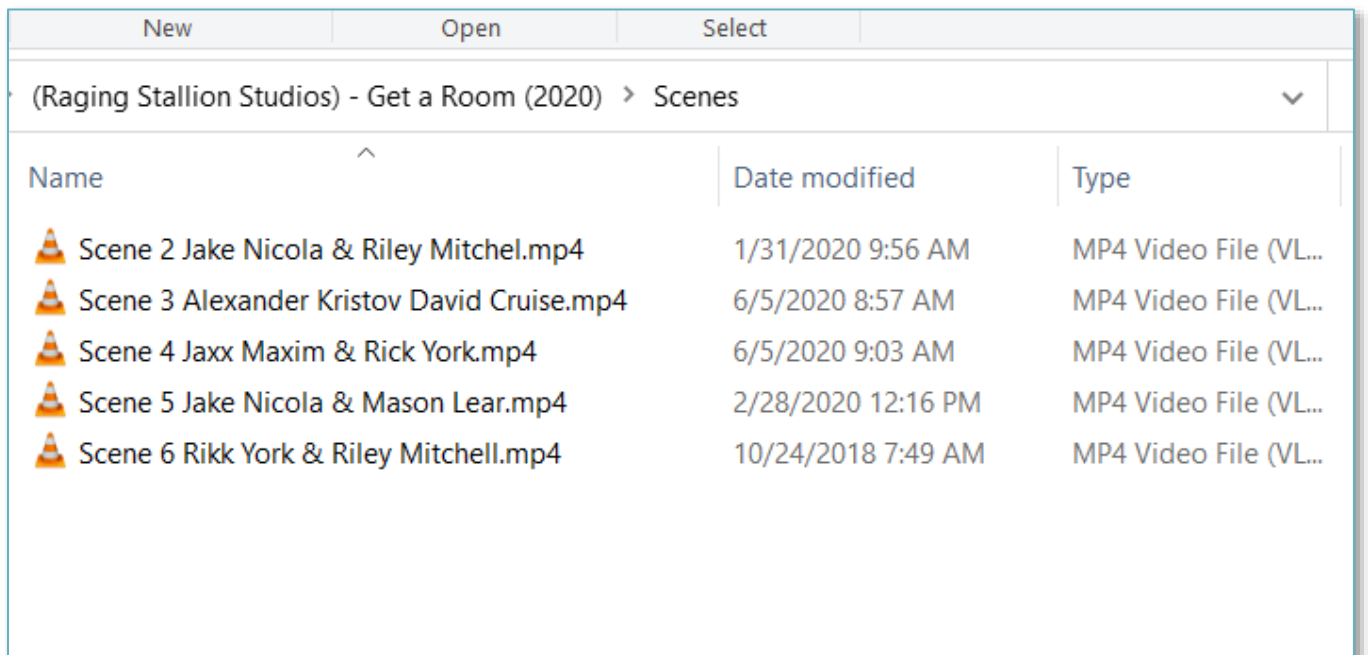 New Open Select
(Raging Stallion Studios) - Get a Room (2020) > Scenes
Name Date modified Type
Scene 2 Jake Nicola & Riley Mitchel.mp4 1/31/2020 9:56 AM MP4 Video File (VL...
Scene 3 Alexander Kristov David Cruise.mp4 6/5/2020 8:57 AM MP4 Video File (VL...
Scene 4 Jaxx Maxim & Rick York.mp4 6/5/2020 9:03 AM MP4 Video File (VL...
Scene 5 Jake Nicola & Mason Lear.mp4 2/28/2020 12:16 PM MP4 Video File (VL...
Scene 6 Rikk York & Riley Mitchell.mp4 10/24/2018 7:49 AM MP4 Video File (VL...